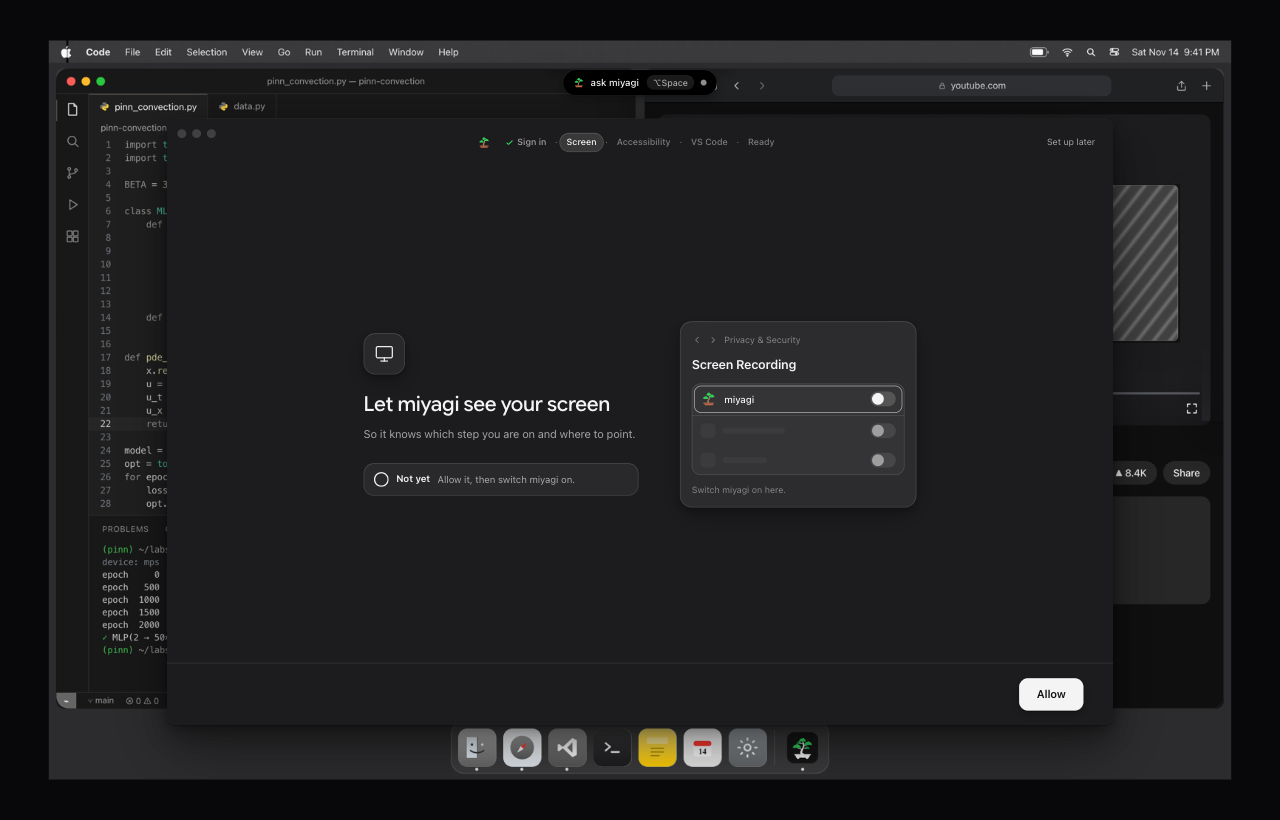 Code File Edit Selection View Go Run Terminal Window Help Sat Nov 14 9:41 PM
pinn_convection.py — pinn-convection
ask miyagi ⌥Space
youtube.com
pinn_convection.py data.py
pinn-convection
Sign in · Screen · Accessibility · VS Code · Ready
Set up later
1 import t
2 import t
3
4 BETA = 3
5
6 class ML
7 def
8
9
10
11
12
13
14 def
15
16
17 def pde_
18 x.re
19 u =
20 u_t
21 u_x
22 retu
23
24 model =
25 opt = to
26 for epoc
27 loss
28 opt.
PROBLEMS
(pinn) ~/labs
device: mps
epoch 0
epoch 500
epoch 1000
epoch 1500
epoch 2000
✓ MLP(2 → 50
(pinn) ~/labs
main 0 0
Let miyagi see your screen
So it knows which step you are on and where to point.
Not yet Allow it, then switch miyagi on.
Privacy & Security
Screen Recording
miyagi
Switch miyagi on here.
8.4K Share
Allow
14